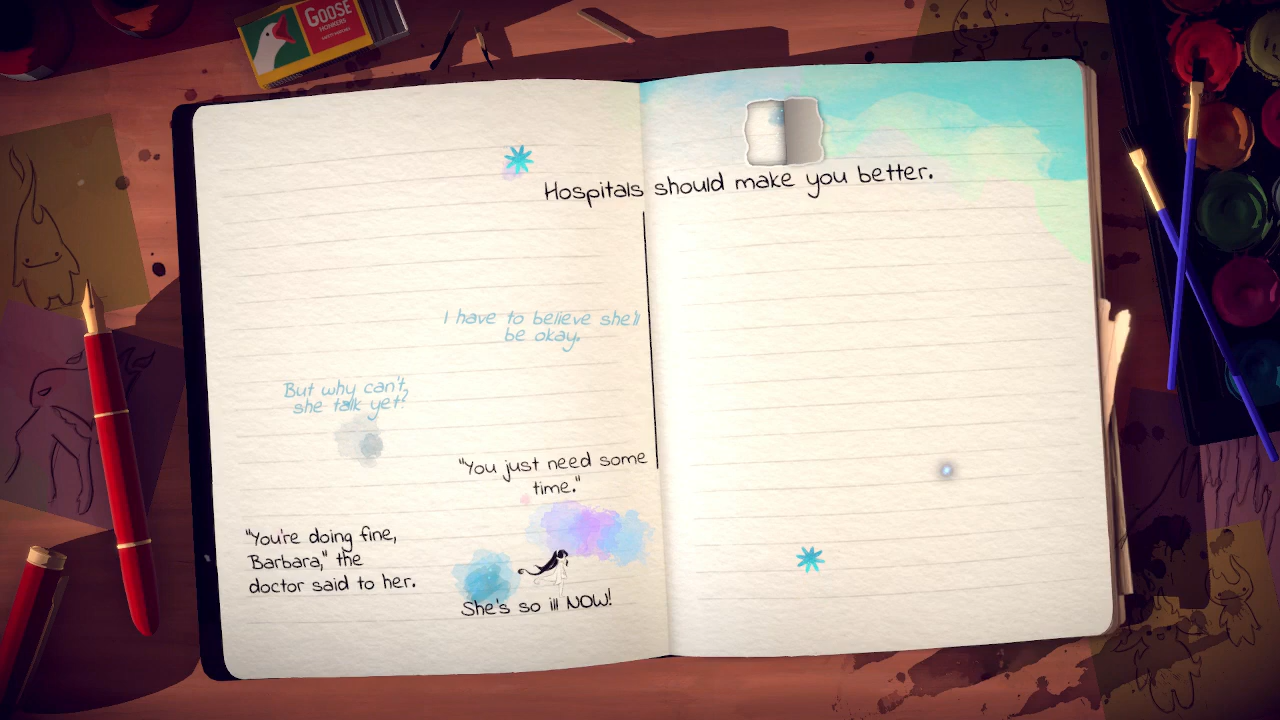 GOOSE
HONKERS
Hospitals should make you better.
I have to believe she'll
be okay.
But why can't
she talk yet?
"You just need some
time."
"You're doing fine,
Barbara," the
doctor said to her.
She's so ill NOW!